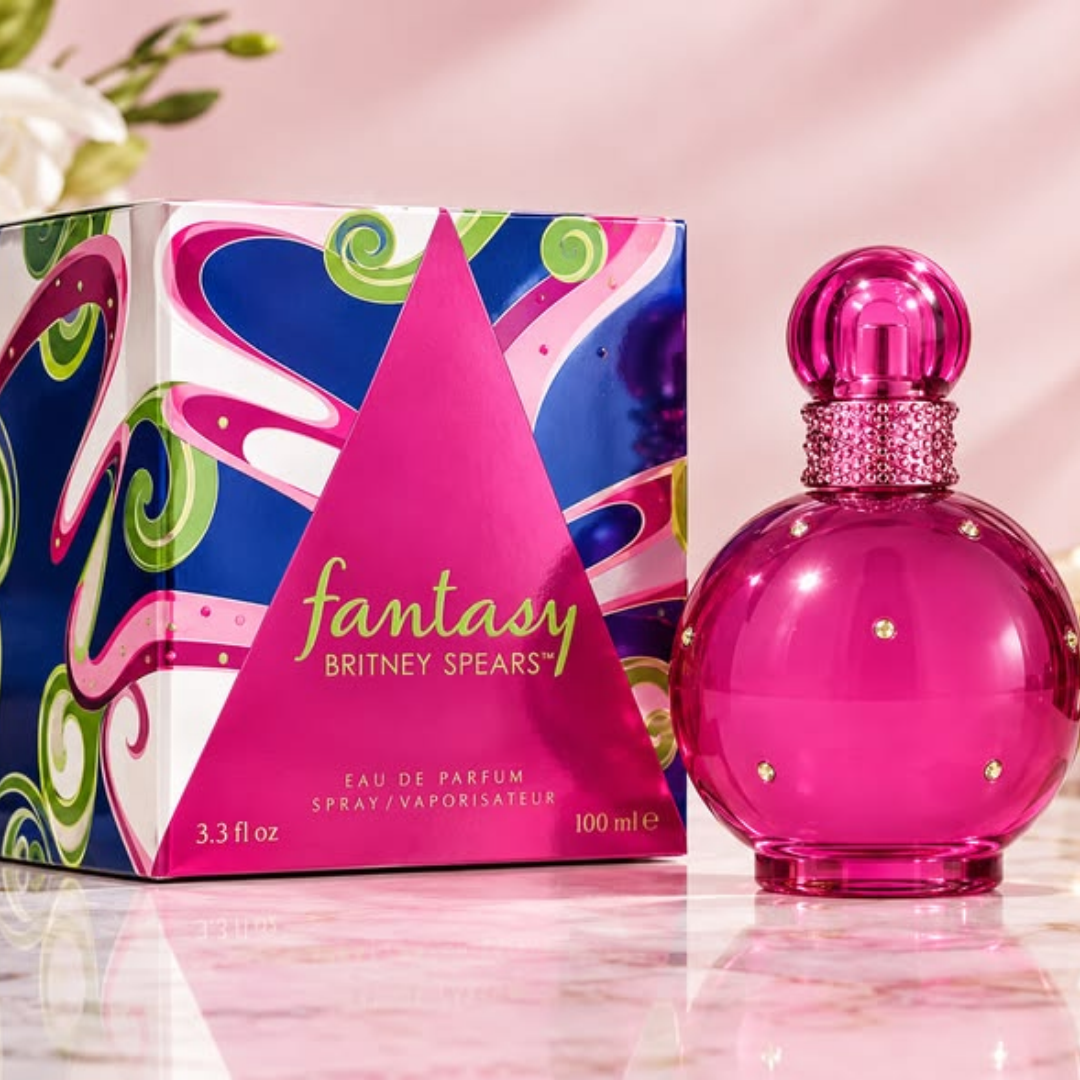 fantasy
BRITNEY SPEARS™
EAU DE PARFUM
SPRAY/VAPORISATEUR
3.3 fl oz
100 ml ℮